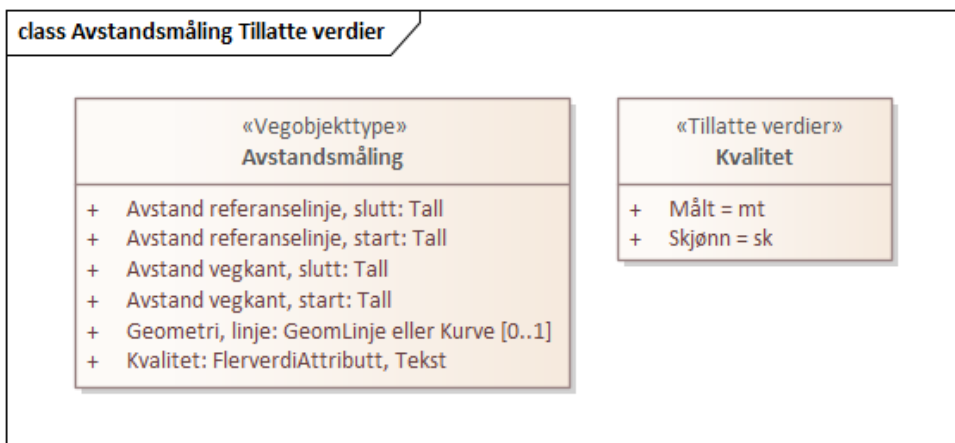 class Avstandsmåling Tillatte verdier
«Vegobjekttype»
Avstandsmåling
+ Avstand referanselinje, slutt: Tall
+ Avstand referanselinje, start: Tall
+ Avstand vegkant, slutt: Tall
+ Avstand vegkant, start: Tall
+ Geometri, linje: GeomLinje eller Kurve [0..1]
+ Kvalitet: FlerverdiAttributt, Tekst
«Tillatte verdier»
Kvalitet
+ Målt = mt
+ Skjønn = sk